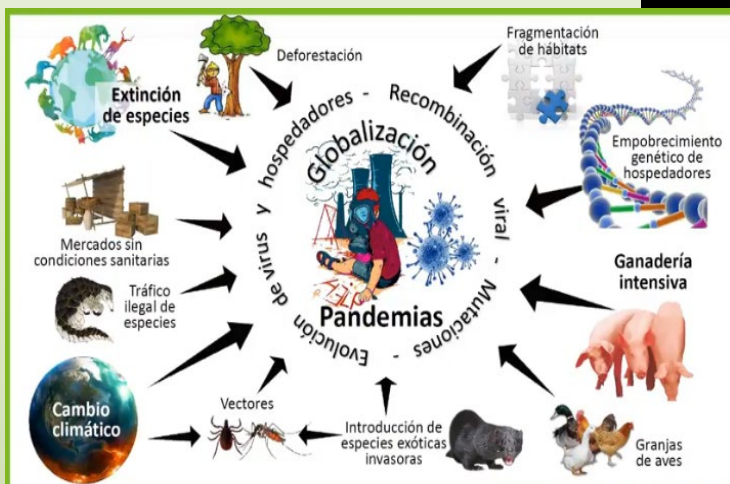 Deforestación
Fragmentación
de hábitats
Extinción
de especies
Empobrecimiento
genético de
hospedadores
Mercados sin
condiciones sanitarias
Tráfico
ilegal de
especies
Ganadería
intensiva
Cambio
climático
Vectores
Introducción de
especies exóticas
invasoras
Granjas
de aves
Evolución de virus y hospedadores - Recombinación viral - Mutaciones -
Globalización
Pandemias